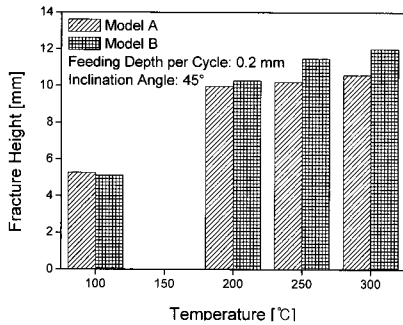 Model A
Model B
Feeding Depth per Cycle: 0.2 mm
Inclination Angle: 45°
14
12
10
8
6
4
2
0
Fracture Height [mm]
100 150 200 250 300
Temperature [℃]